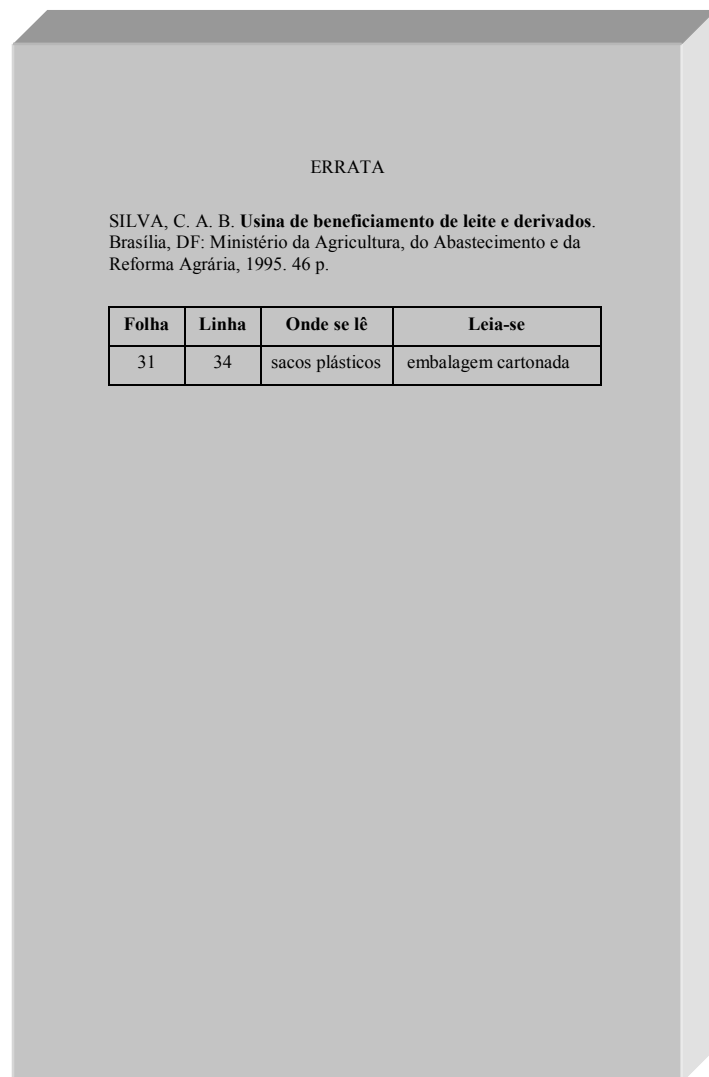 ERRATA
SILVA, C. A. B. Usina de beneficiamento de leite e derivados.
Brasília, DF: Ministério da Agricultura, do Abastecimento e da
Reforma Agrária, 1995. 46 p.
Folha Linha Onde se lê Leia-se
31 34 sacos plásticos embalagem cartonada